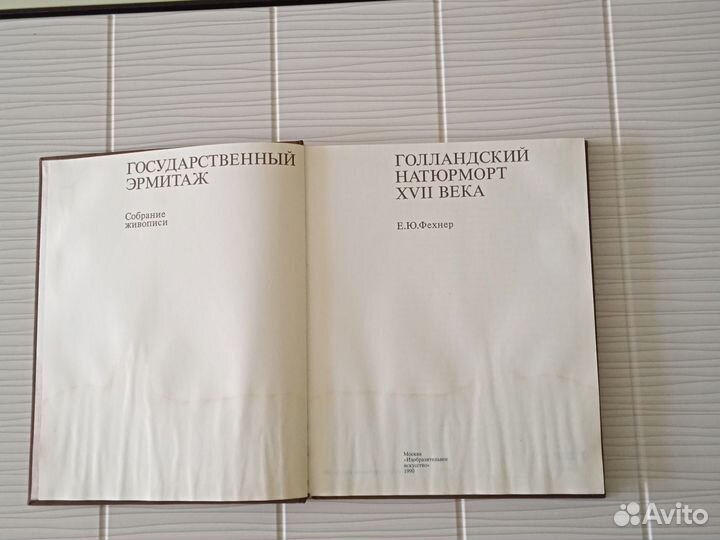 ГОСУДАРСТВЕННЫЙ
ЭРМИТАЖ
Собрание
живописи
ГОЛЛАНДСКИЙ
НАТЮРМОРТ
XVII ВЕКА
Е.Ю.Фехнер
Москва
«Изобразительное
искусство»
1990
Avito